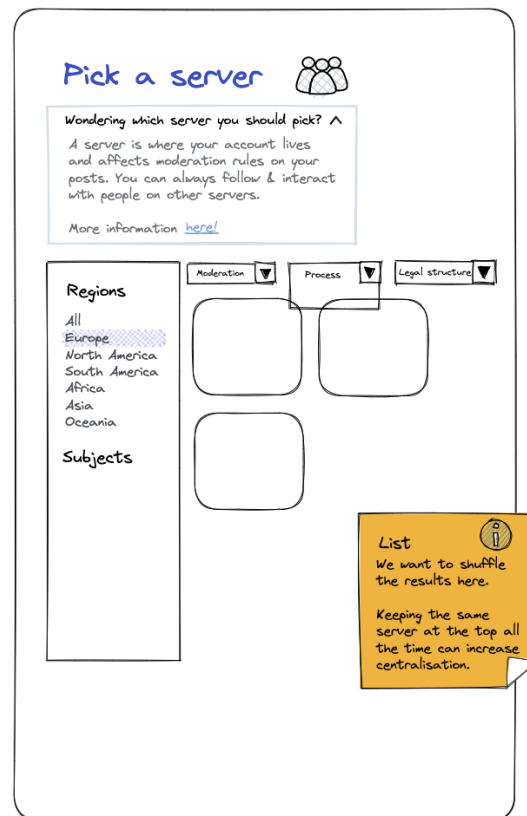 Pick a server
Wondering which server you should pick?
A server is where your account lives
and affects moderation rules on your
posts. You can always follow & interact
with people on other servers.
More information here!
Moderation
Process
Legal structure
Regions
All
Europe
North America
South America
Africa
Asia
Oceania
Subjects
List
We want to shuffle
the results here.
Keeping the same
server at the top all
the time can increase
centralisation.